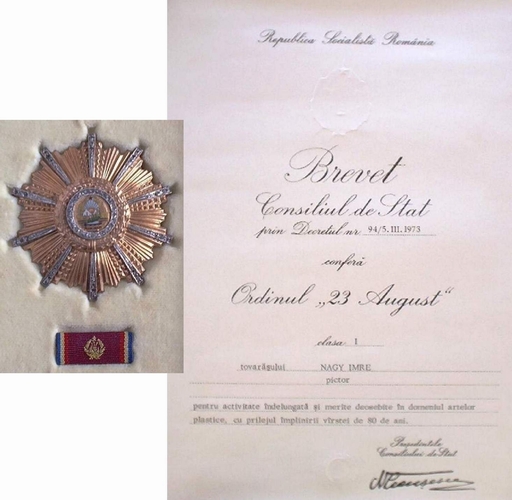 Republica Socialistă România
Brevet
Consiliul de Stat
prin Decretul nr. 94/5.III.1973
conferă
Ordinul „23 August"
clasa I
tovarăşului NAGY IMRE
pictor
pentru activitate îndelungată şi merite deosebite în domeniul artelor
plastice, cu prilejul împlinirii vîrstei de 80 de ani.
Preşedintele
Consiliului de Stat